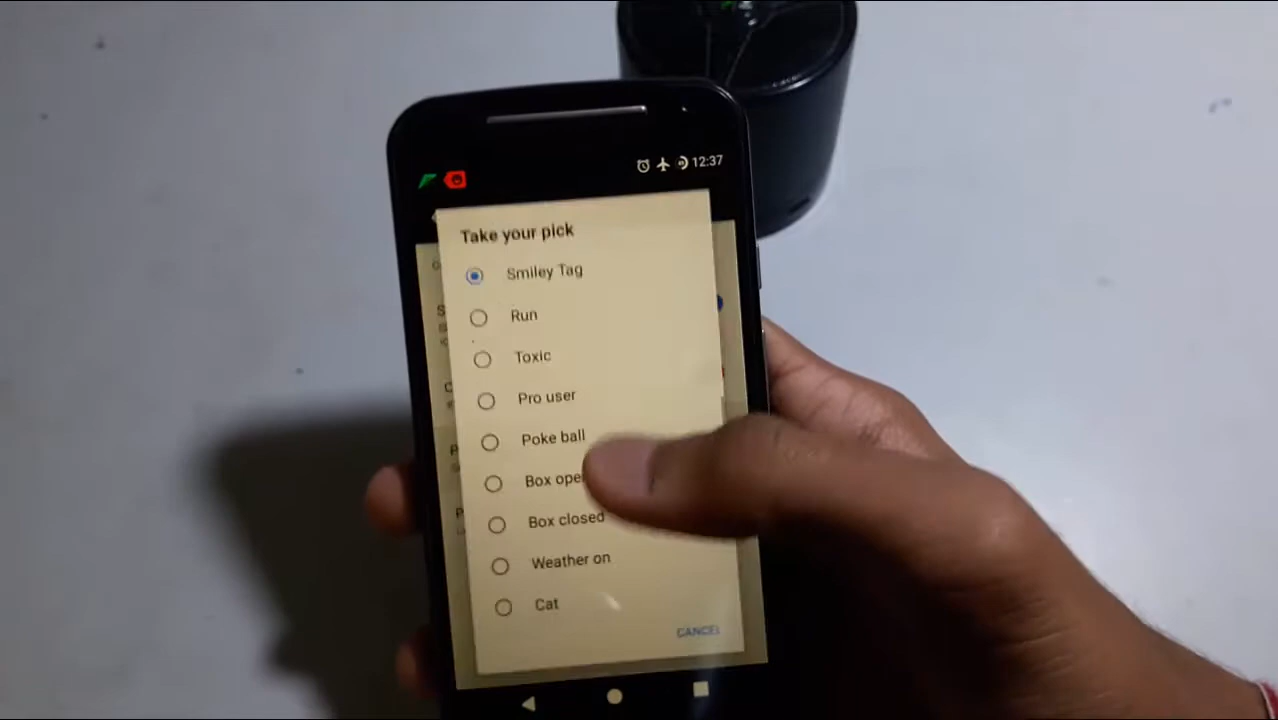 12:37
Take your pick
Smiley Tag
Run
Toxic
Pro user
Poke ball
Box
Box closed
Weather on
Cat
CANCEL